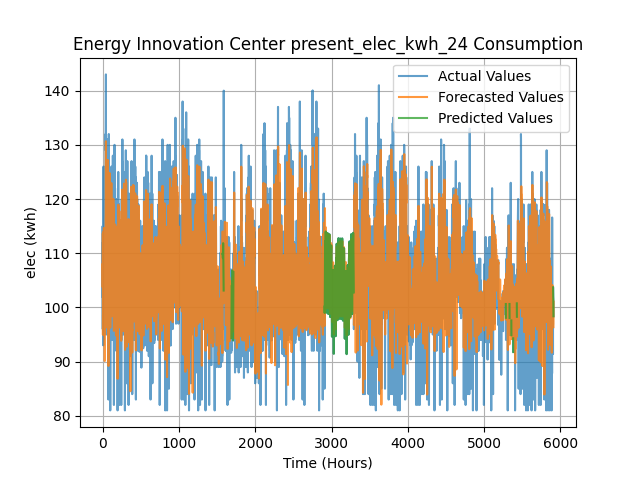 Energy Innovation Center present_elec_kwh_24 Consumption
Actual Values
Forecasted Values
Predicted Values
elec (kwh)
140
130
120
110
100
90
80
0 1000 2000 3000 4000 5000 6000
Time (Hours)